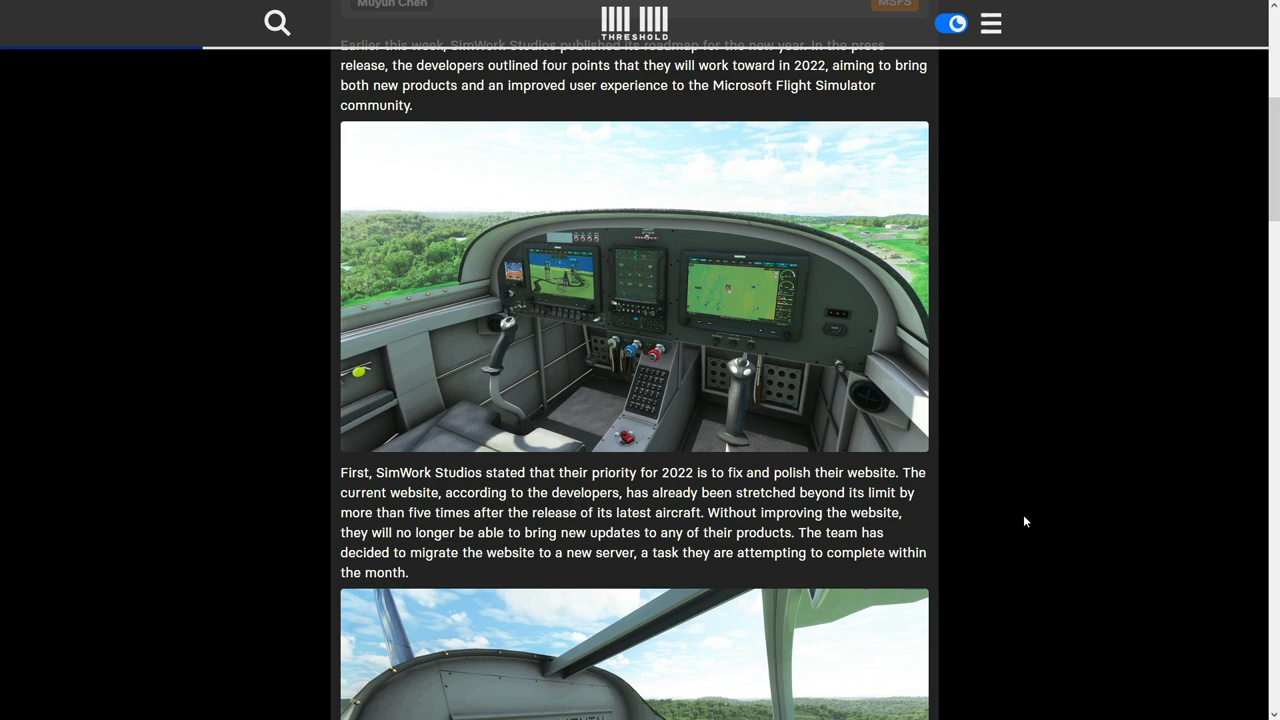 Muyun Chen
MSFS
THRESHOLD
Earlier this week, SimWork Studios published its roadmap for the new year. In the press
release, the developers outlined four points that they will work toward in 2022, aiming to bring
both new products and an improved user experience to the Microsoft Flight Simulator
community.
First, SimWork Studios stated that their priority for 2022 is to fix and polish their website. The
current website, according to the developers, has already been stretched beyond its limit by
more than five times after the release of its latest aircraft. Without improving the website,
they will no longer be able to bring new updates to any of their products. The team has
decided to migrate the website to a new server, a task they are attempting to complete within
the month.